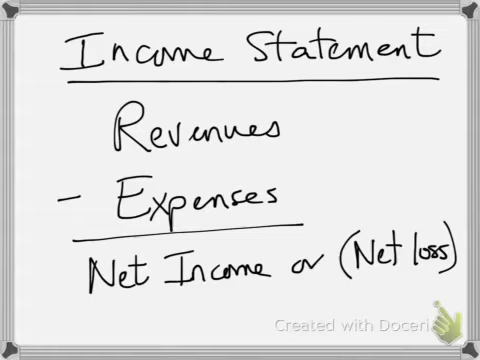 Income Statement
Revenues
- Expenses
Net Income or (Net loss)
Created with Doceri